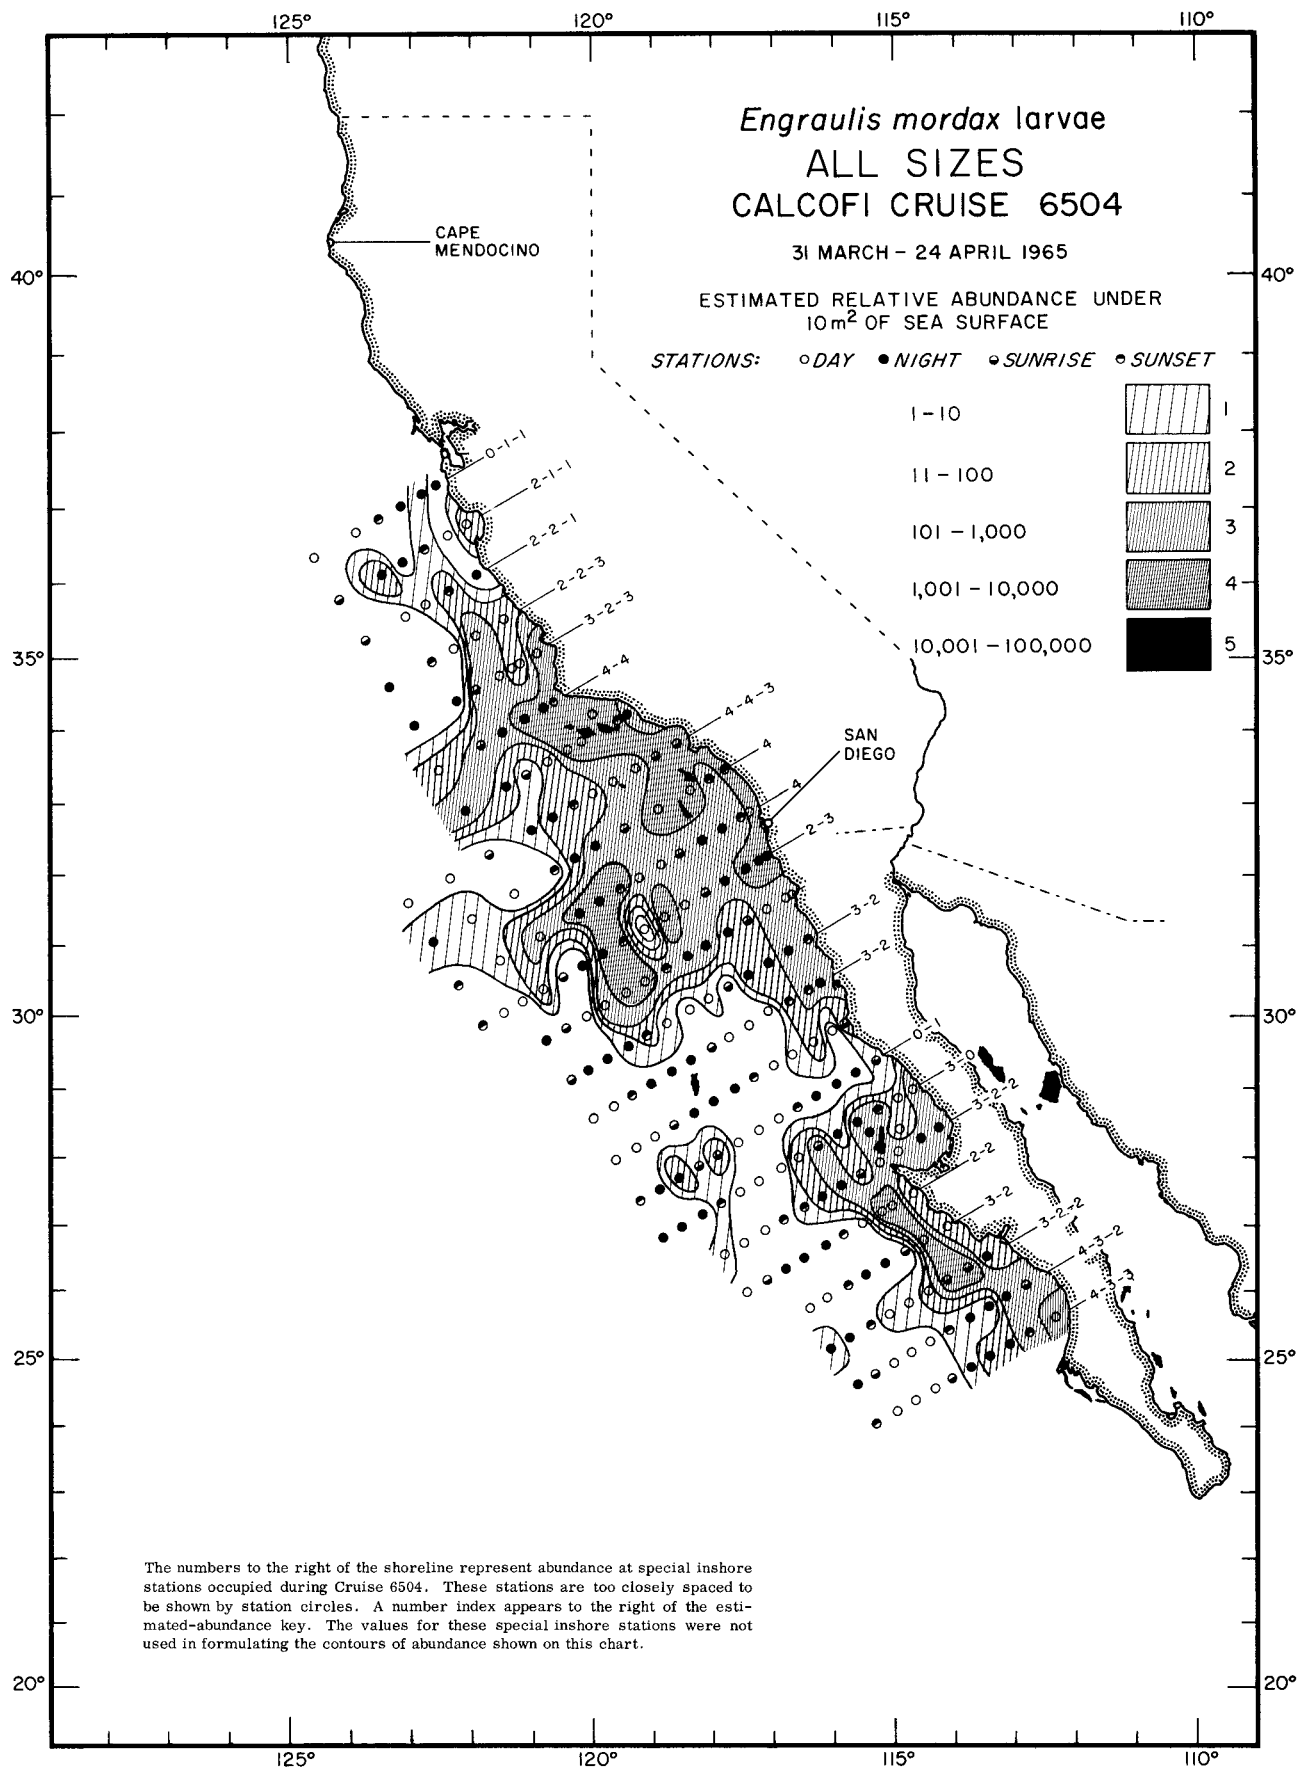 125°
120°
115°
110°
Engraulis mordax larvae
ALL SIZES
CALCOFI CRUISE 6504
31 MARCH – 24 APRIL 1965
ESTIMATED RELATIVE ABUNDANCE UNDER
10m² OF SEA SURFACE
STATIONS: DAY NIGHT SUNRISE SUNSET
1–10 1
11–100 2
101–1,000 3
1,001–10,000 4
10,001–100,000 5
CAPE
MENDOCINO
40°
40°
0-1-1
2-1-1
2-2-1
2-2-3
3-2-3
35°
35°
4-4
4-4-3
SAN
DIEGO
4
4
2-3
3-2
3-2
30°
30°
0-1
3-0
3-2-2
2-2
3-2
3-2-2
4-3-2
4-3-3
25°
25°
The numbers to the right of the shoreline represent abundance at special inshore
stations occupied during Cruise 6504. These stations are too closely spaced to
be shown by station circles. A number index appears to the right of the esti-
mated-abundance key. The values for these special inshore stations were not
used in formulating the contours of abundance shown on this chart.
20°
20°
125°
120°
115°
110°